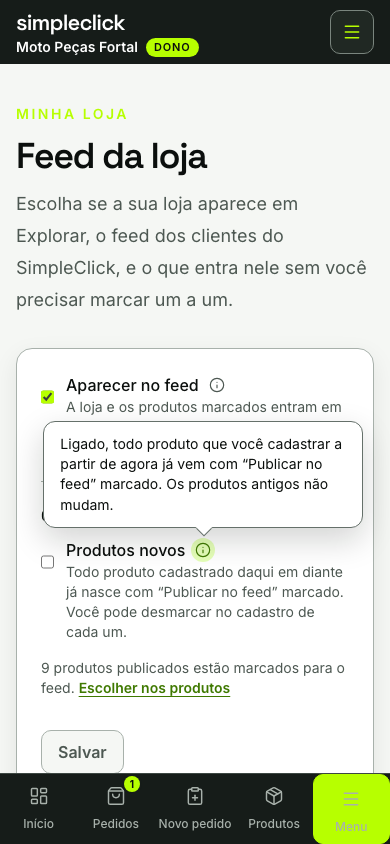 simpleclick
Moto Peças Fortal DONO
MINHA LOJA
Feed da loja
Escolha se a sua loja aparece em
Explorar, o feed dos clientes do
SimpleClick, e o que entra nele sem você
precisar marcar um a um.
Aparecer no feed
A loja e os produtos marcados entram em
Ligado, todo produto que você cadastrar a
partir de agora já vem com “Publicar no
feed” marcado. Os produtos antigos não
mudam.
Produtos novos
Todo produto cadastrado daqui em diante
já nasce com “Publicar no feed” marcado.
Você pode desmarcar no cadastro de
cada um.
9 produtos publicados estão marcados para o
feed. Escolher nos produtos
Salvar
1
Início Pedidos Novo pedido Produtos Menu